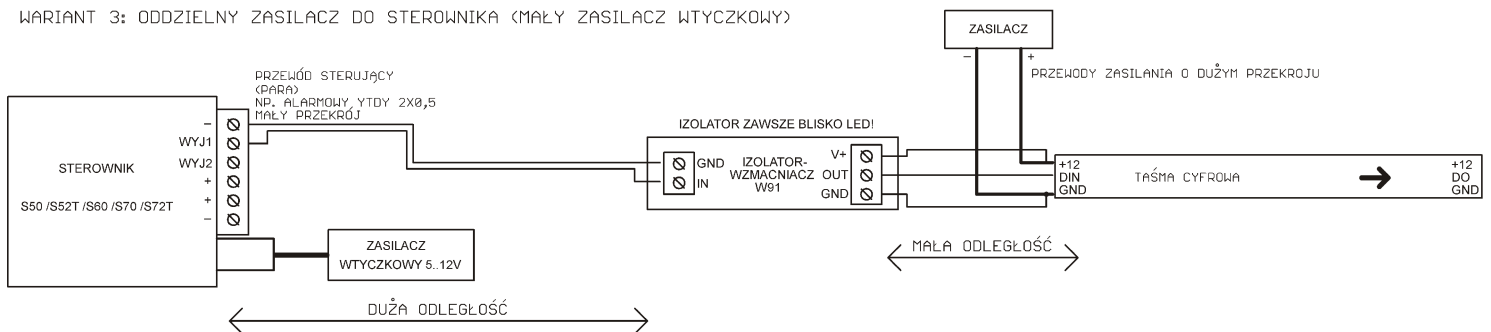 WARIANT 3: ODDZIELNY ZASILACZ DO STEROWNIKA (MAŁY ZASILACZ WTYCZKOWY)
ZASILACZ
–
+
PRZEWODY ZASILANIA O DUŻYM PRZEKROJU
PRZEWÓD STERUJĄCY
(PARA)
NP. ALARMOWY YTDY 2X0,5
MAŁY PRZEKRÓJ
STEROWNIK
S50 /S52T /S60 /S70 /S72T
–
WYJ1
WYJ2
+
+
–
ZASILACZ
WTYCZKOWY 5..12V
IZOLATOR ZAWSZE BLISKO LED!
GND
IN
IZOLATOR-
WZMACNIACZ
W91
V+
OUT
GND
+12
DIN
GND
TAŚMA CYFROWA
+12
DO
GND
MAŁA ODLEGŁOŚĆ
DUŻA ODLEGŁOŚĆ